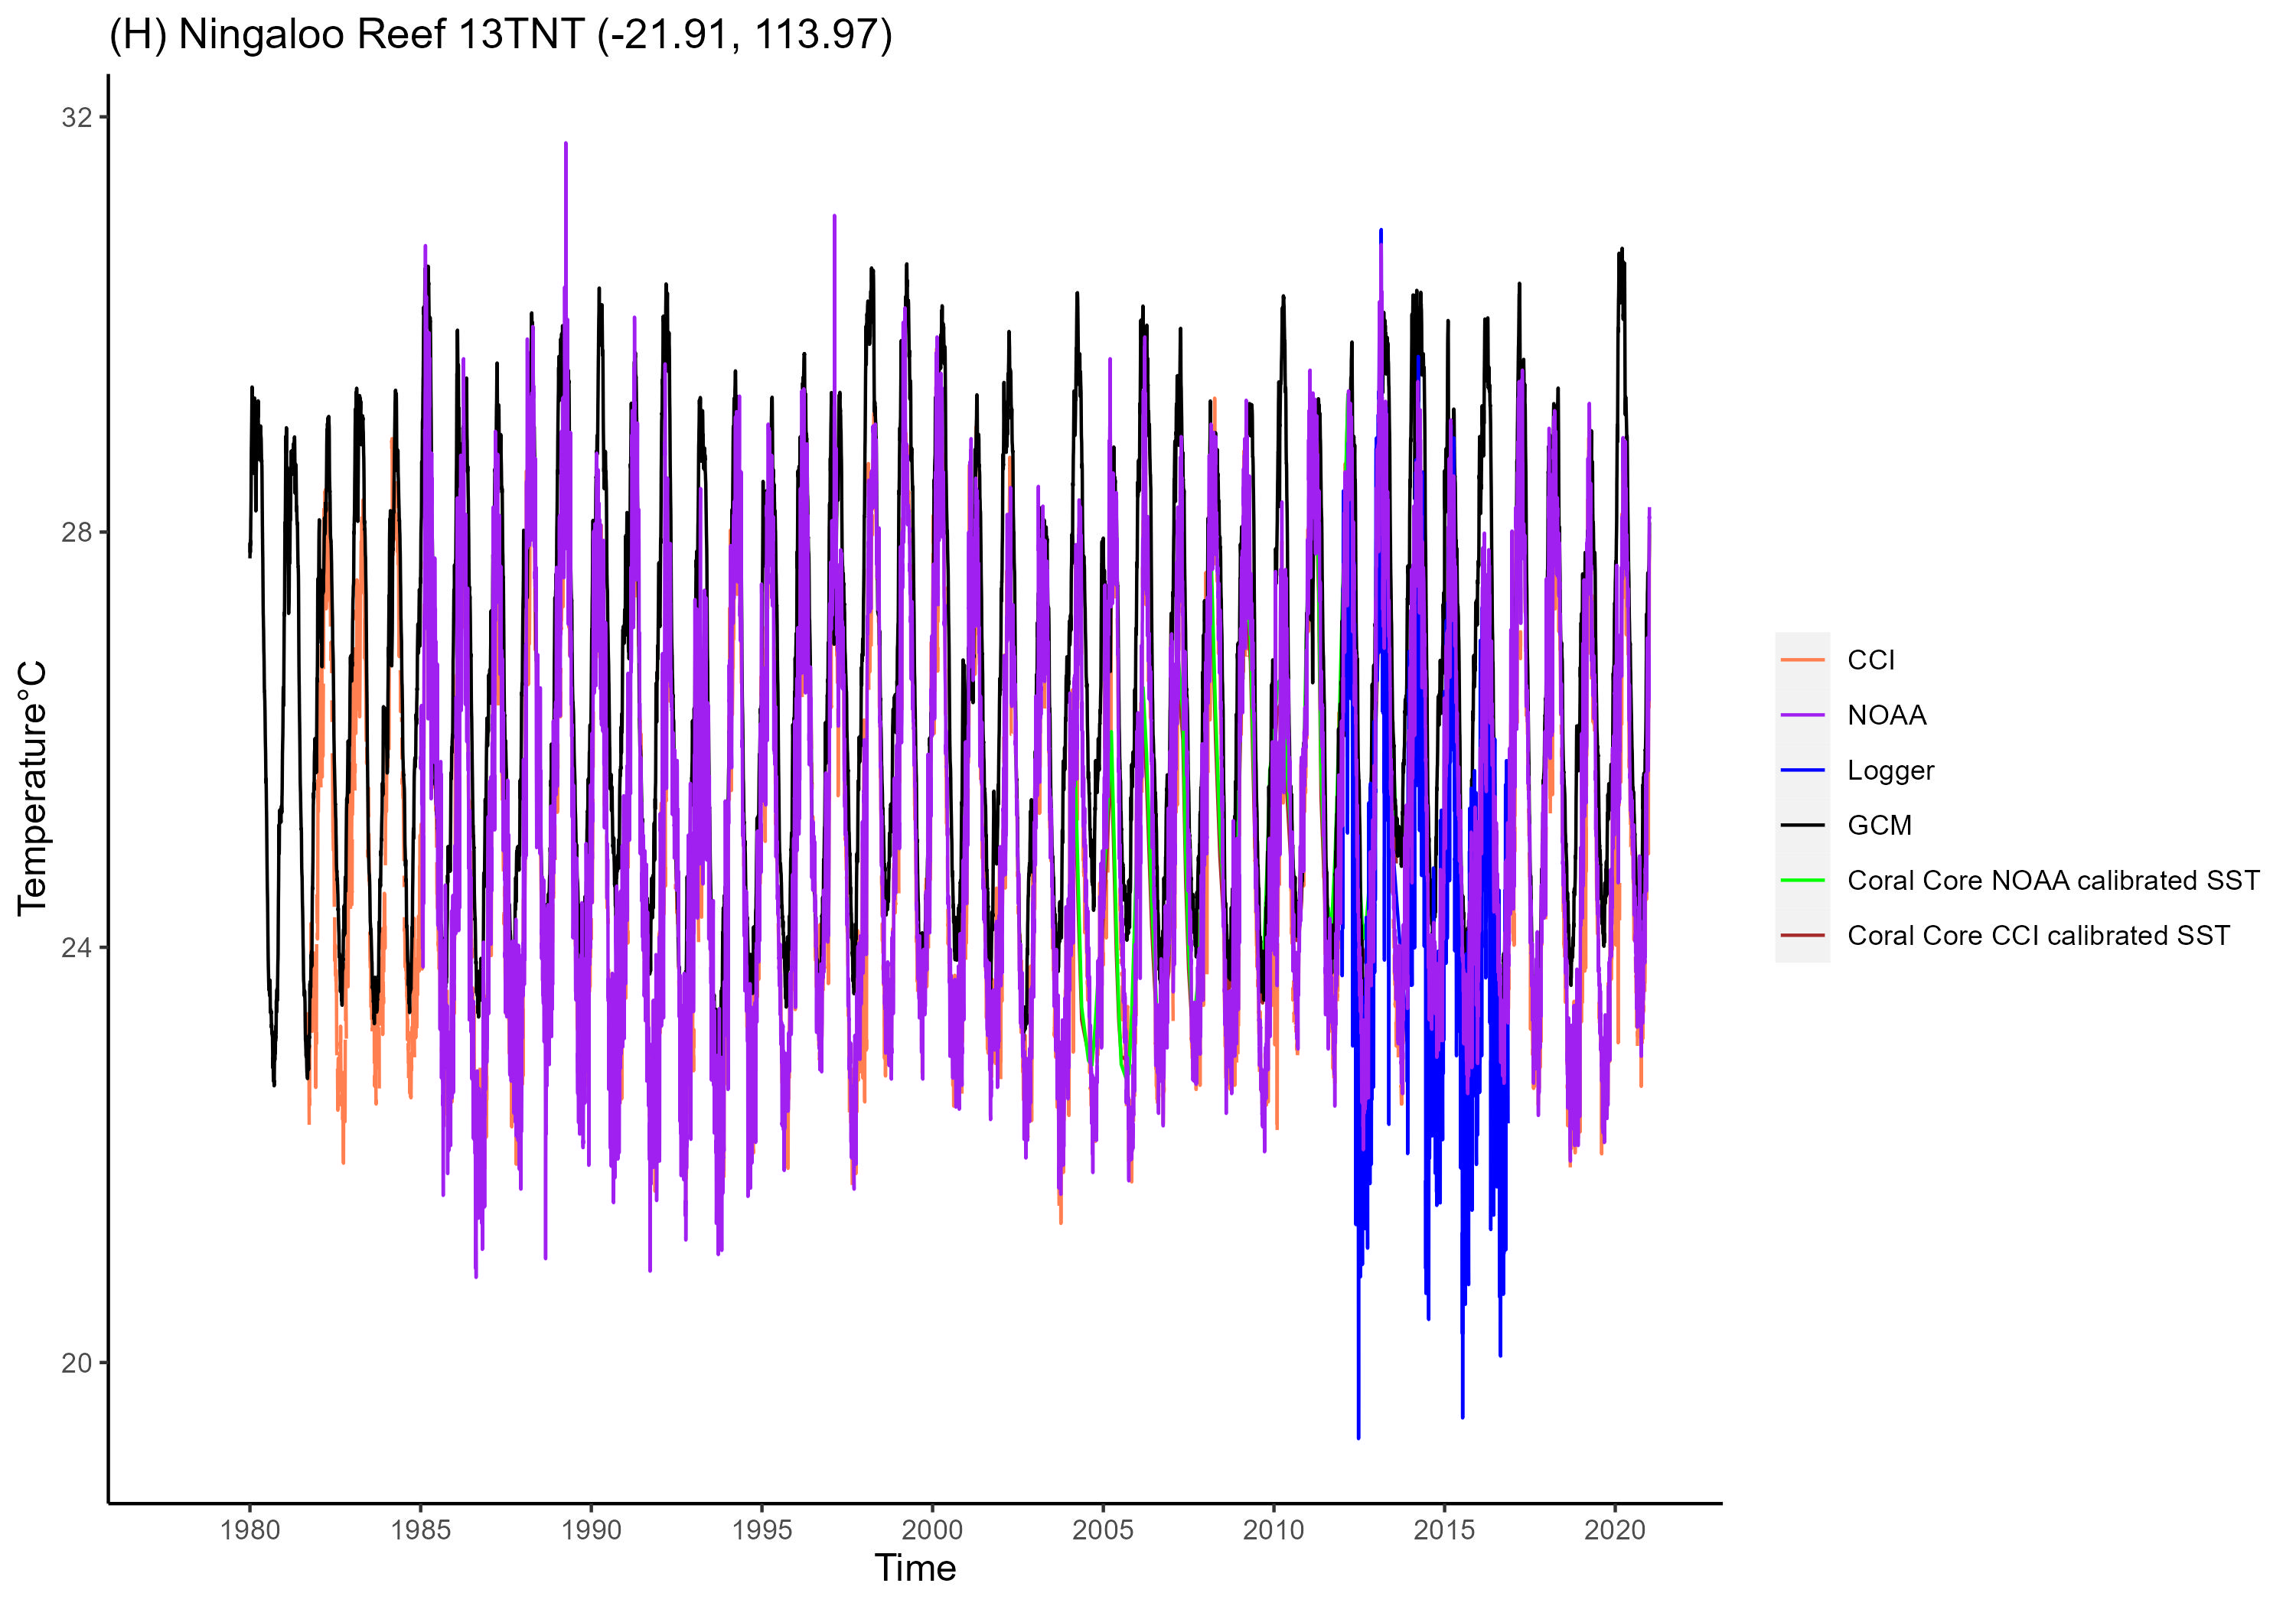 (H) Ningaloo Reef 13TNT (-21.91, 113.97)
32
28
24
20
Temperature°C
1980 1985 1990 1995 2000 2005 2010 2015 2020
Time
CCI
NOAA
Logger
GCM
Coral Core NOAA calibrated SST
Coral Core CCI calibrated SST